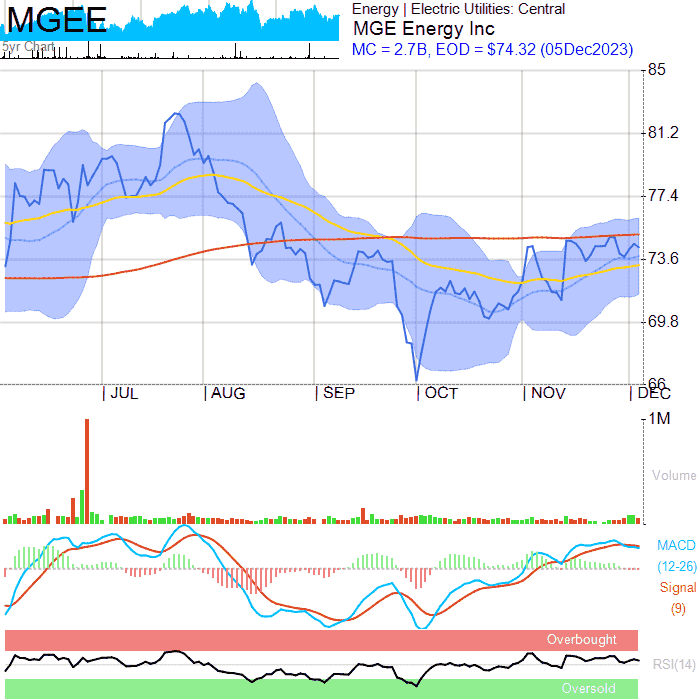 MGEE
5yr Chart
Energy | Electric Utilities: Central
MGE Energy Inc
MC = 2.7B, EOD = $74.32 (05Dec2023)
85
81.2
77.4
73.6
69.8
66
| JUL
| AUG
| SEP
| OCT
| NOV
| DEC
1M
Volume
MACD
(12-26)
Signal
(9)
Overbought
RSI(14)
Oversold